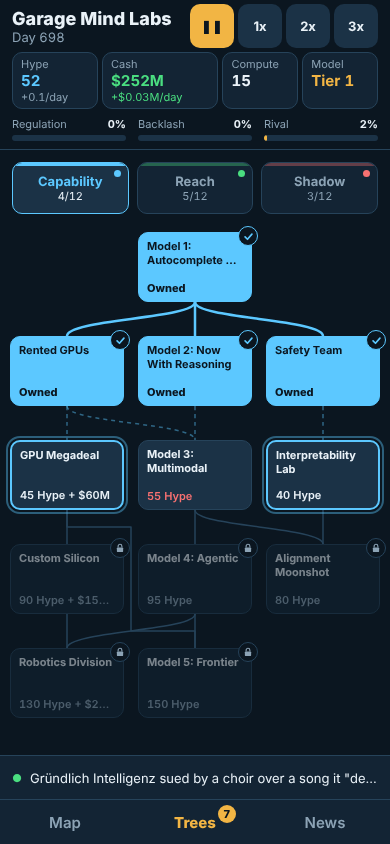 Garage Mind Labs
Day 698
1x
2x
3x
Hype
52
+0.1/day
Cash
$252M
+$0.03M/day
Compute
15
Model
Tier 1
Regulation 0%
Backlash 0%
Rival 2%
Capability
4/12
Reach
5/12
Shadow
3/12
Model 1:
Autocomplete ...
Owned
Rented GPUs
Owned
Model 2: Now
With Reasoning
Owned
Safety Team
Owned
GPU Megadeal
45 Hype + $60M
Model 3:
Multimodal
55 Hype
Interpretability
Lab
40 Hype
Custom Silicon
90 Hype + $15...
Model 4: Agentic
95 Hype
Alignment
Moonshot
80 Hype
Robotics Division
130 Hype + $2...
Model 5: Frontier
150 Hype
Gründlich Intelligenz sued by a choir over a song it "de...
Map
Trees
7
News